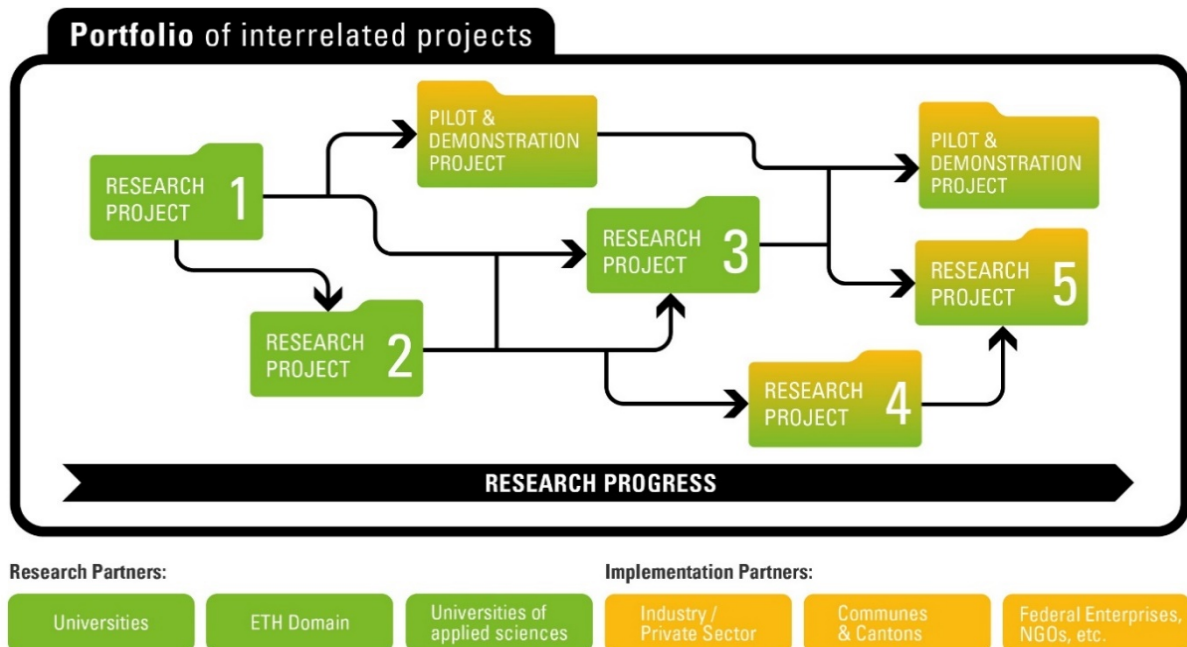 Portfolio of interrelated projects
PILOT &
DEMONSTRATION
PROJECT
PILOT &
DEMONSTRATION
PROJECT
RESEARCH
PROJECT
1
RESEARCH
PROJECT
3
RESEARCH
PROJECT
5
RESEARCH
PROJECT
2
RESEARCH
PROJECT
4
RESEARCH PROGRESS
Research Partners:
Implementation Partners:
Universities
ETH Domain
Universities of
applied sciences
Industry /
Private Sector
Communes
& Cantons
Federal Enterprises,
NGOs, etc.